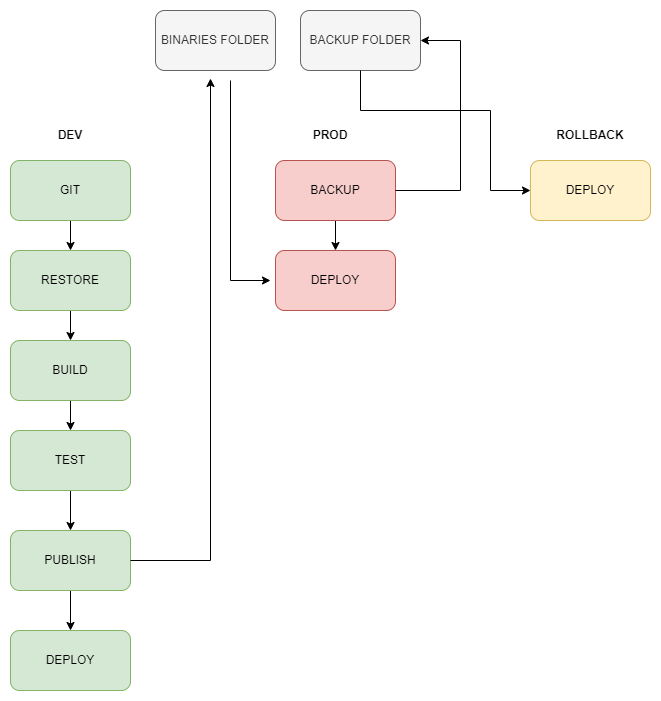 BINARIES FOLDER
BACKUP FOLDER
DEV
PROD
ROLLBACK
GIT
BACKUP
DEPLOY
RESTORE
DEPLOY
BUILD
TEST
PUBLISH
DEPLOY